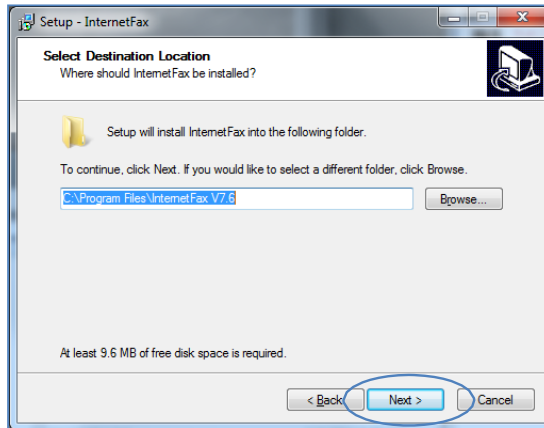 Setup - InternetFax
Select Destination Location
Where should InternetFax be installed?
Setup will install InternetFax into the following folder.
To continue, click Next. If you would like to select a different folder, click Browse.
C:\Program Files\InternetFax V7.6
Browse...
At least 9.6 MB of free disk space is required.
< Back Next > Cancel